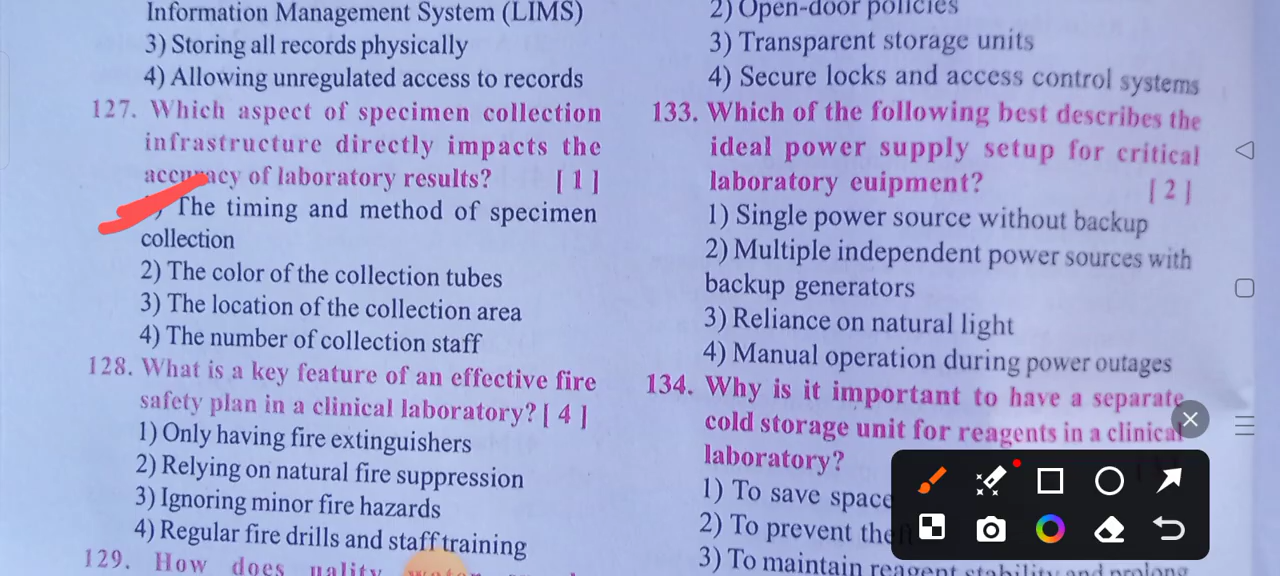 Information Management System (LIMS)
3) Storing all records physically
4) Allowing unregulated access to records
127. Which aspect of specimen collection
infrastructure directly impacts the
accuracy of laboratory results? [ 1 ]
The timing and method of specimen
collection
2) The color of the collection tubes
3) The location of the collection area
4) The number of collection staff
128. What is a key feature of an effective fire
safety plan in a clinical laboratory? [ 4 ]
1) Only having fire extinguishers
2) Relying on natural fire suppression
3) Ignoring minor fire hazards
4) Regular fire drills and staff training
129. How does
2) Open-door policies
3) Transparent storage units
4) Secure locks and access control systems
133. Which of the following best describes the
ideal power supply setup for critical
laboratory euipment? [ 2 ]
1) Single power source without backup
2) Multiple independent power sources with
backup generators
3) Reliance on natural light
4) Manual operation during power outages
134. Why is it important to have a separate
cold storage unit for reagents in a clinical
laboratory?
1) To save space
2) To prevent
3) To maintain reagent stability and prolong